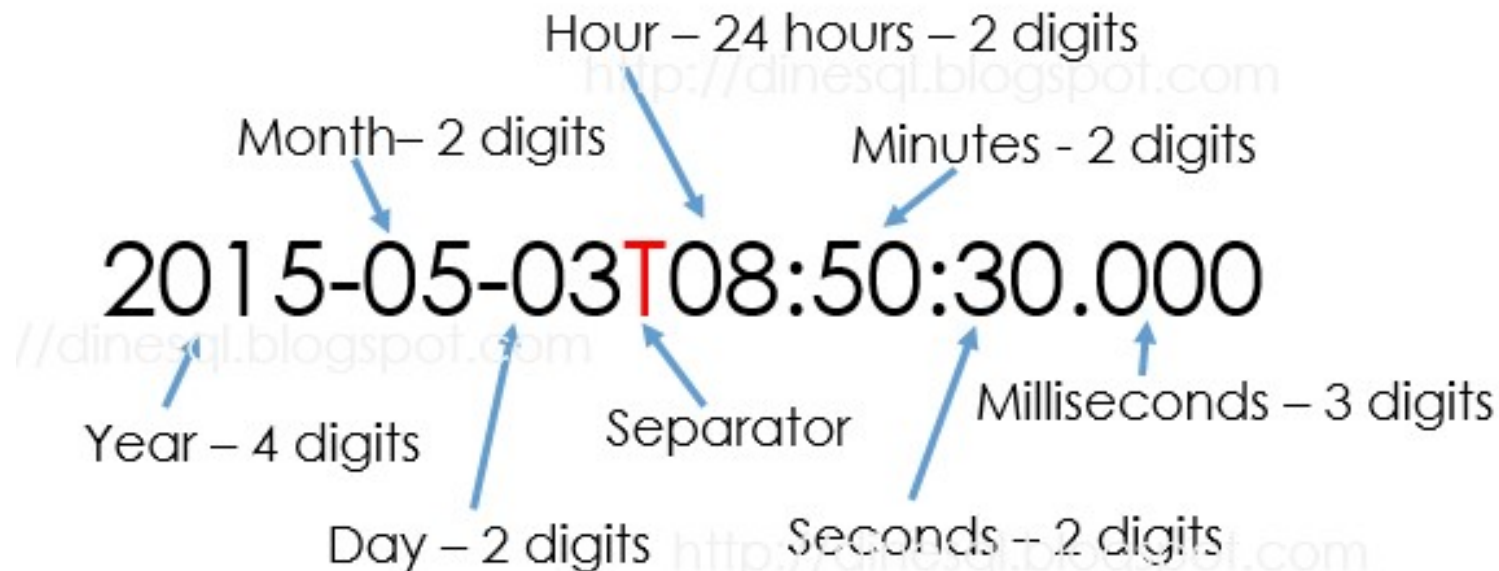 Hour – 24 hours – 2 digits
http://dinesql.blogspot.com
Month– 2 digits
Minutes - 2 digits
2015-05-03T08:50:30.000
//dinesql.blogspot.com
Milliseconds – 3 digits
Year – 4 digits
Separator
Day – 2 digits
Seconds -- 2 digits
http://dinesql.blogspot.com